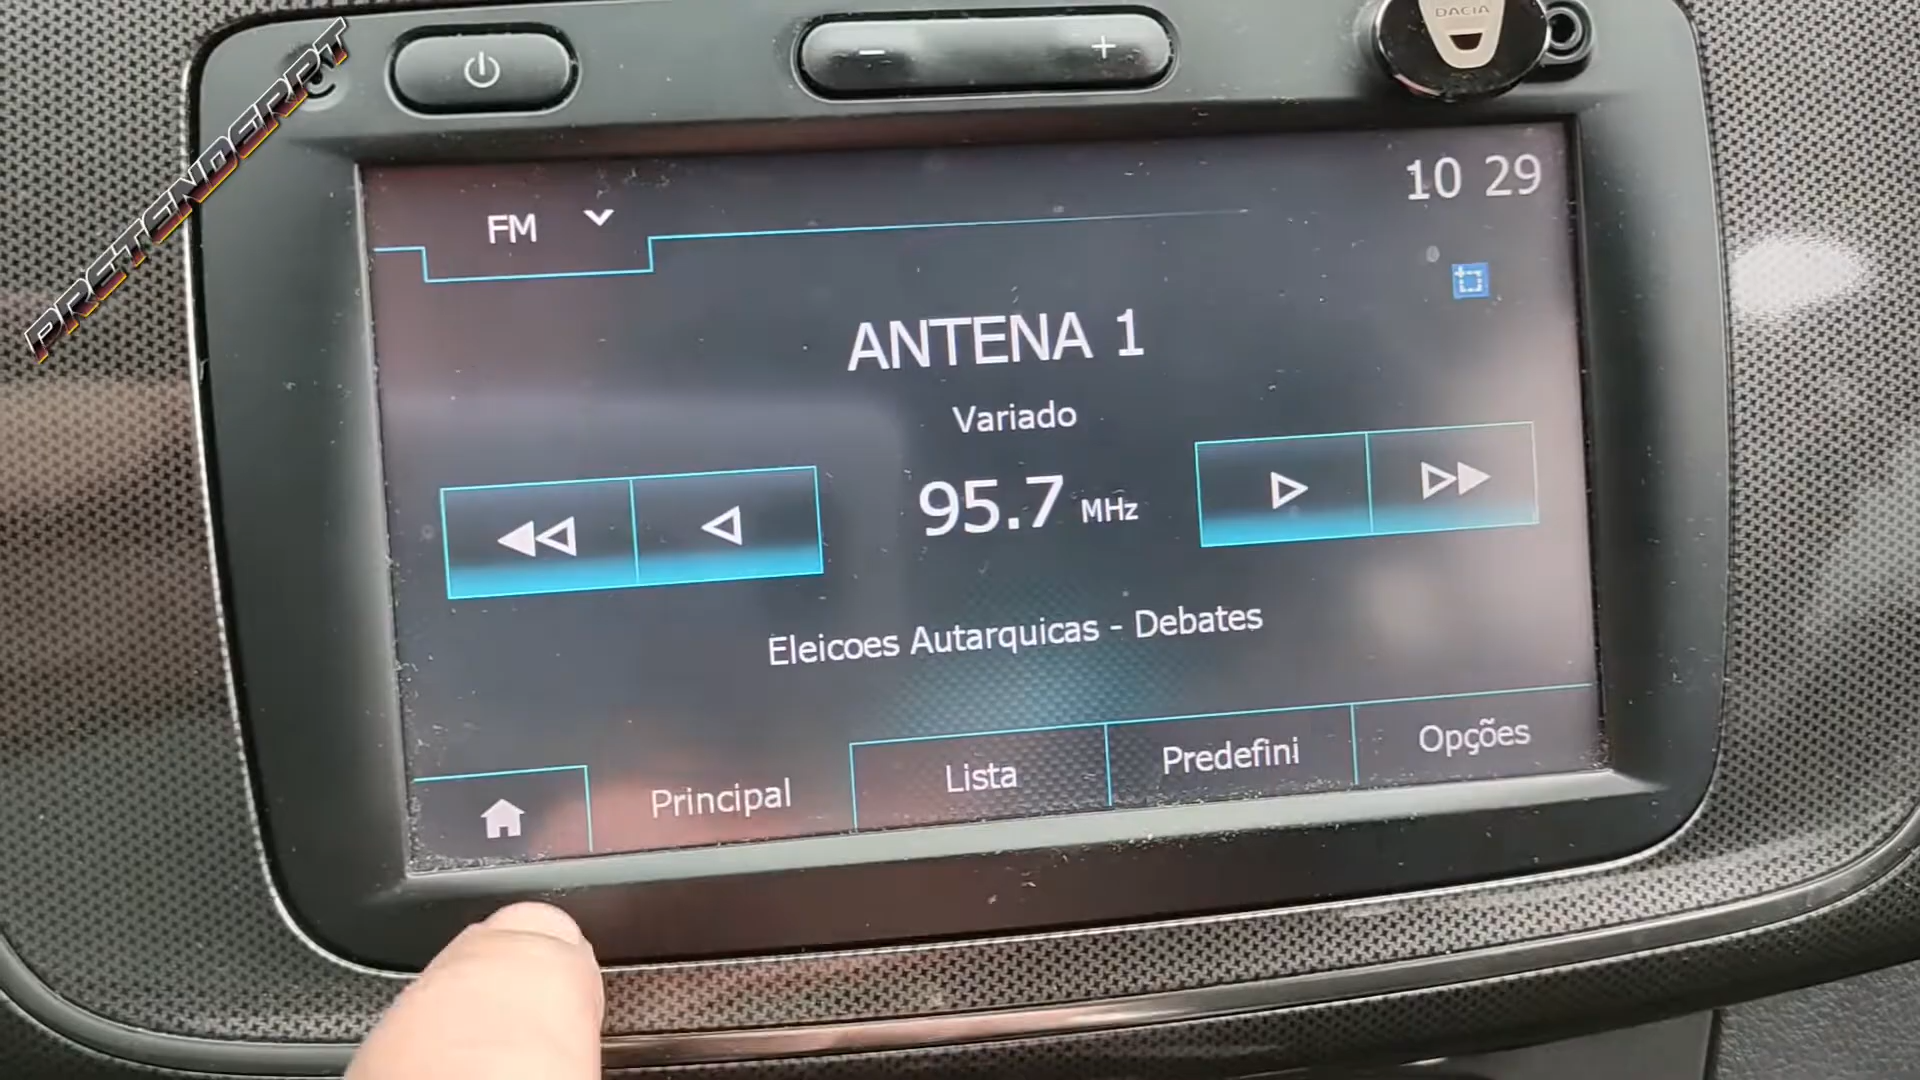 PRETENDERPT
DACIA
10 29
FM
ANTENA 1
Variado
95.7 MHz
Eleicoes Autarquicas - Debates
Principal
Lista
Predefini
Opções